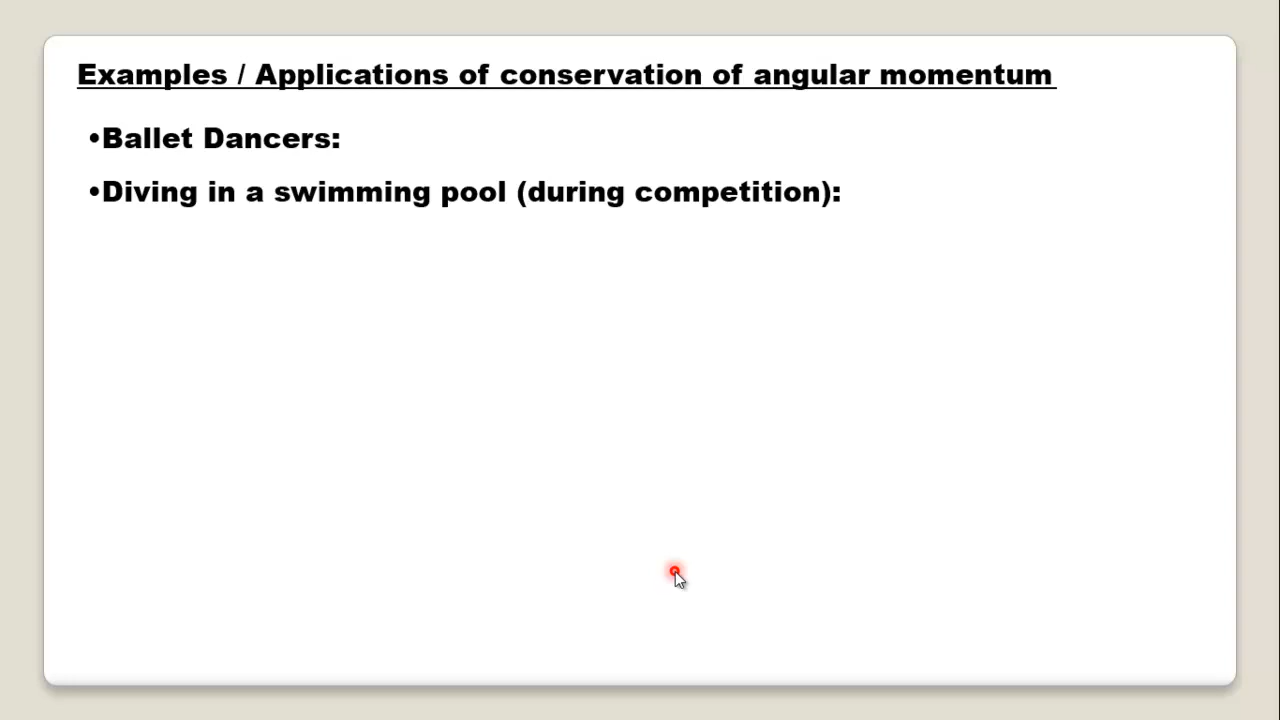 Examples / Applications of conservation of angular momentum
•Ballet Dancers:
•Diving in a swimming pool (during competition):